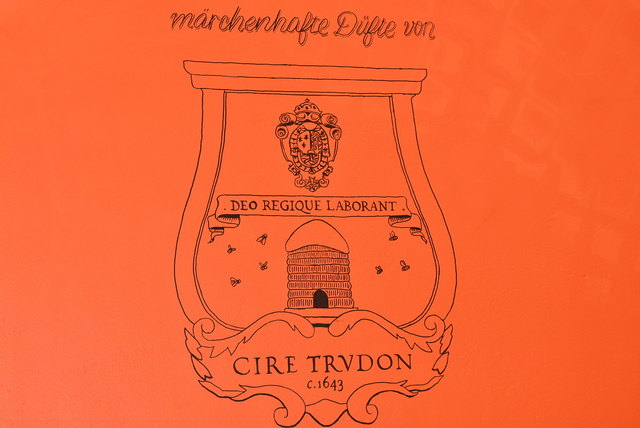 märchenhafte Düfte von
. DEO REGIQUE LABORANT .
CIRE TRVDON
c.1643